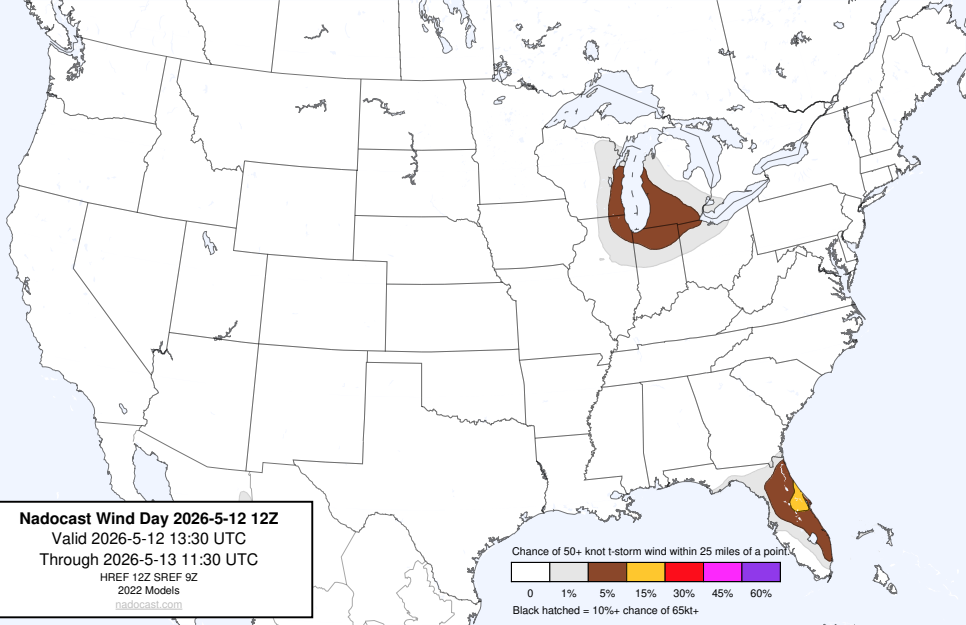 Nadocast Wind Day 2026-5-12 12Z
Valid 2026-5-12 13:30 UTC
Through 2026-5-13 11:30 UTC
HREF 12Z SREF 9Z
2022 Models
nadocast.com
Chance of 50+ knot t-storm wind within 25 miles of a point.
0 1% 5% 15% 30% 45% 60%
Black hatched = 10%+ chance of 65kt+